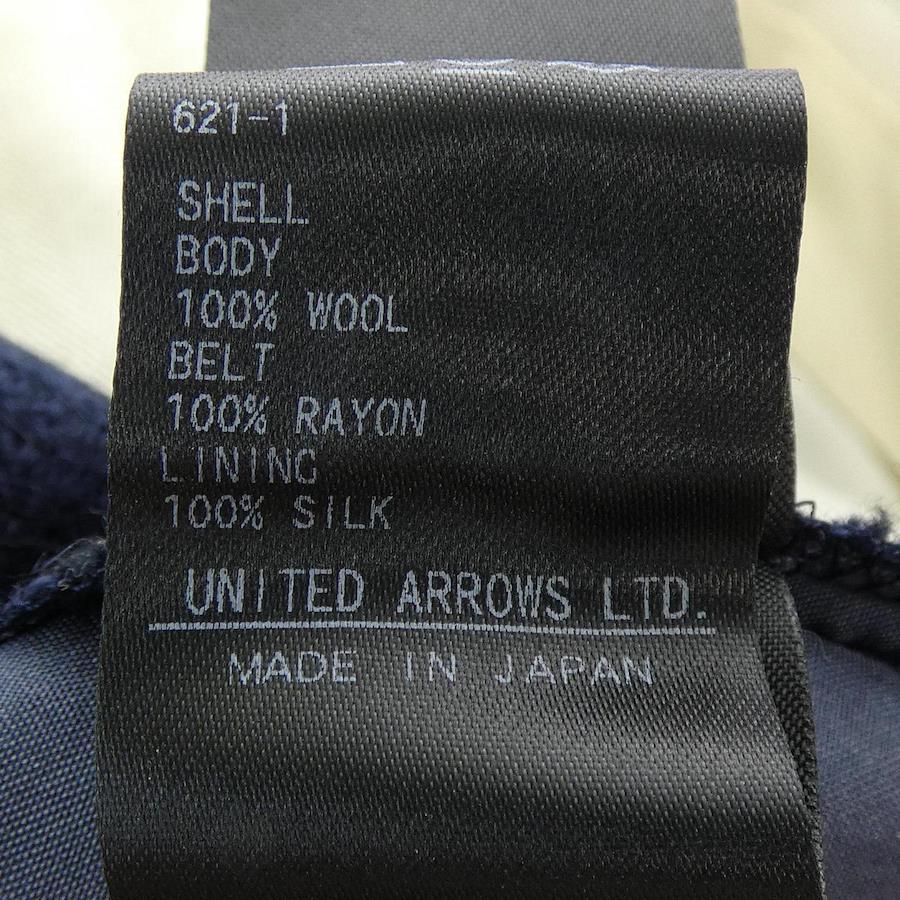 621-1
SHELL
BODY
100% WOOL
BELT
100% RAYON
LINING
100% SILK
UNITED ARROWS LTD.
MADE IN JAPAN